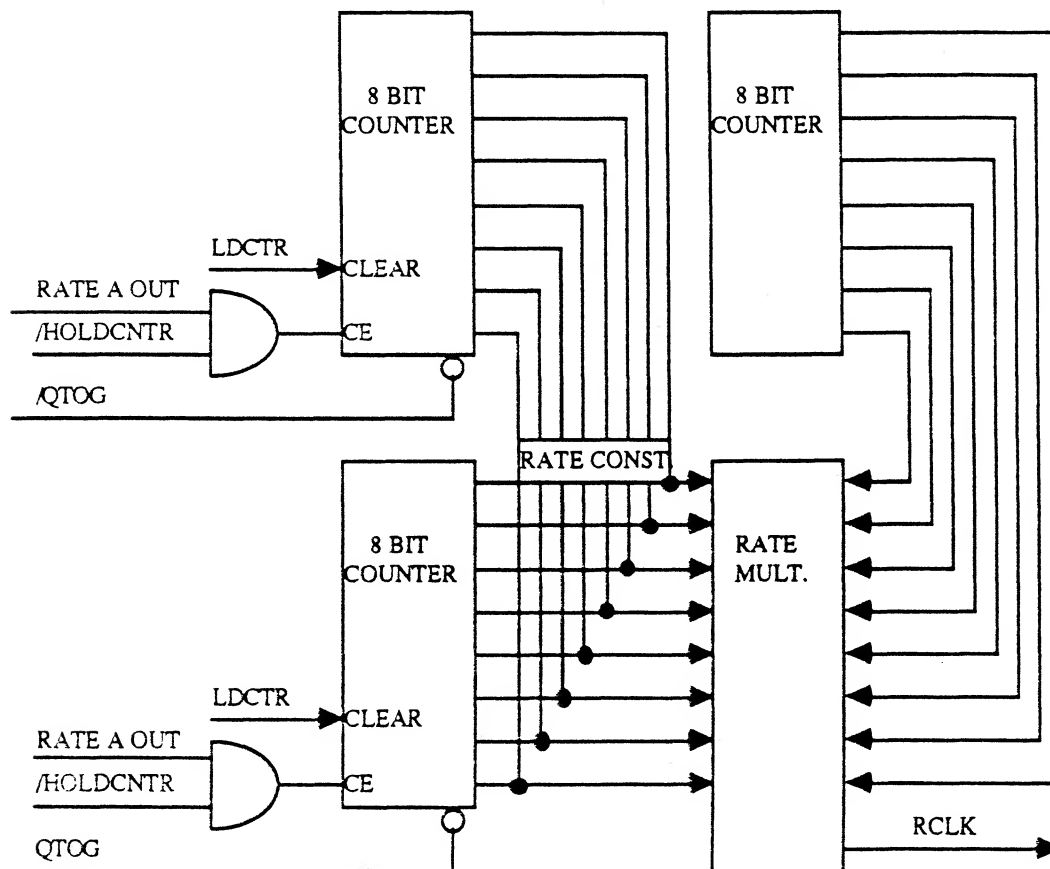 8 BIT
COUNTER
8 BIT
COUNTER
LDCTR
CLEAR
RATE A OUT
/HOLDCNTR
CE
/QTOG
RATE CONST.
8 BIT
COUNTER
RATE
MULT.
LDCTR
CLEAR
RATE A OUT
/HOLDCNTR
CE
RCLK
QTOG